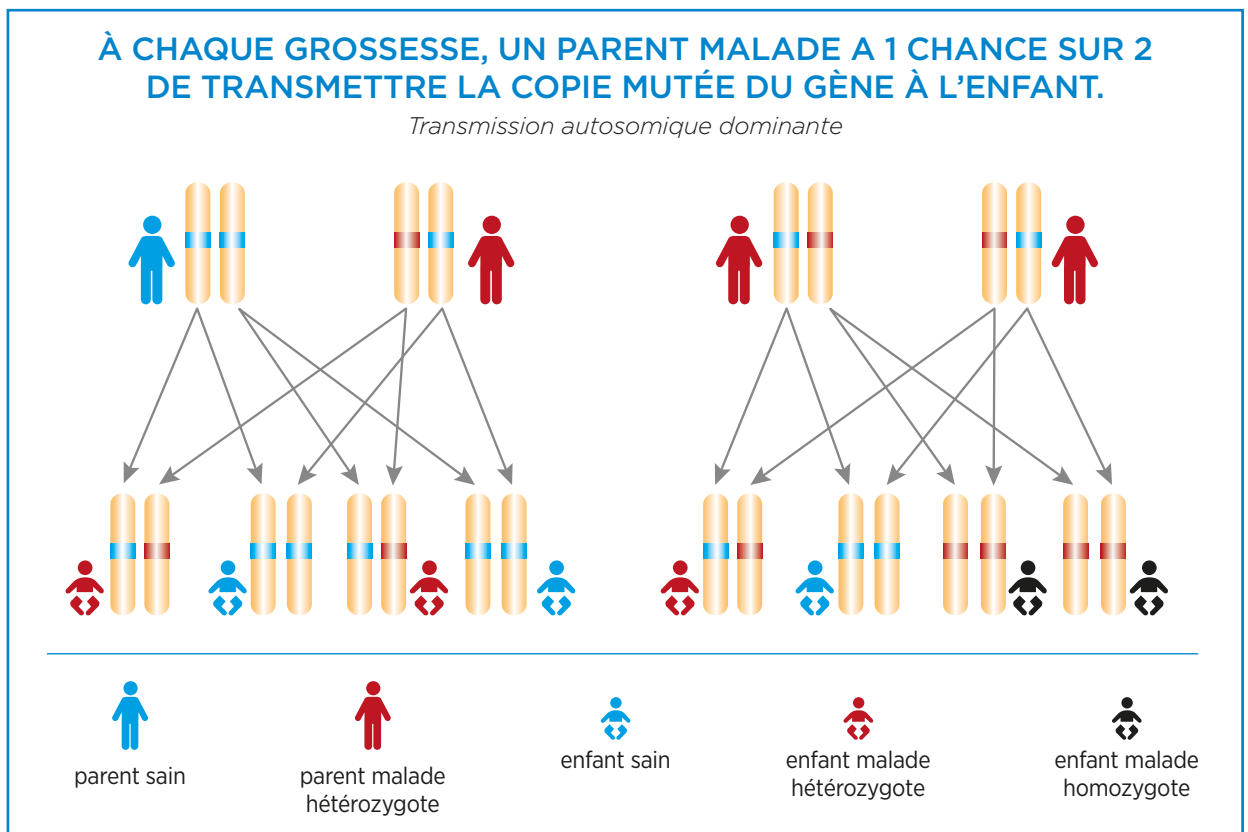 À CHAQUE GROSSESSE, UN PARENT MALADE A 1 CHANCE SUR 2
DE TRANSMETTRE LA COPIE MUTÉE DU GÈNE À L’ENFANT.
Transmission autosomique dominante
parent sain
parent malade
hétérozygote
enfant sain
enfant malade
hétérozygote
enfant malade
homozygote